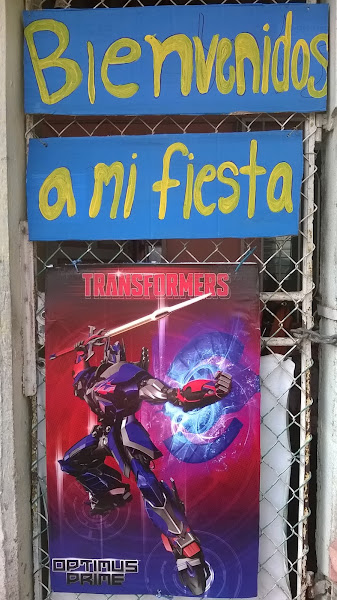 Bienvenidos
a mi fiesta
TRANSFORMERS
OPTIMUS
PRIME